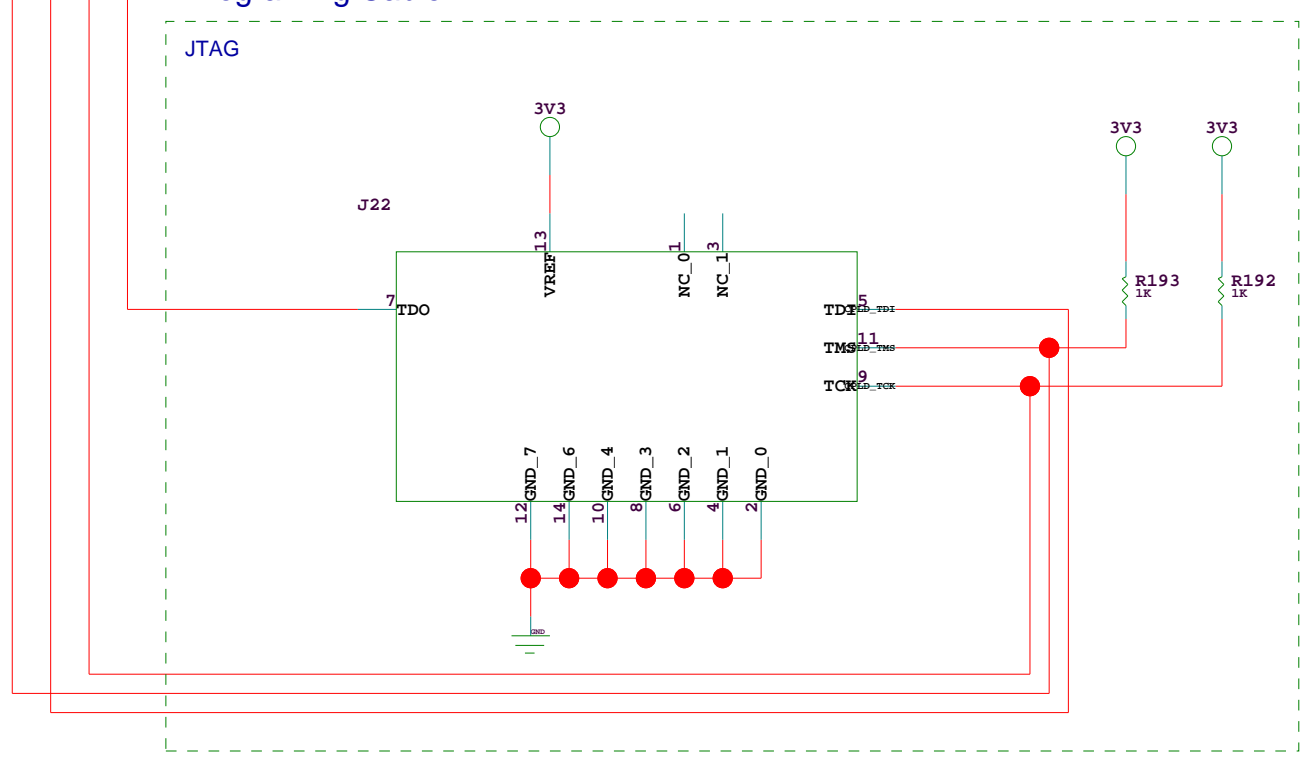 JTAG
3V3
3V3
3V3
J22
13
VREF
1
NC_0
3
NC_1
R193
1K
R192
1K
7
TDO
TDI
5
TMS
11
TCK
9
GND_7
GND_6
GND_4
GND_3
GND_2
GND_1
GND_0
12
14
10
8
6
4
2
GND